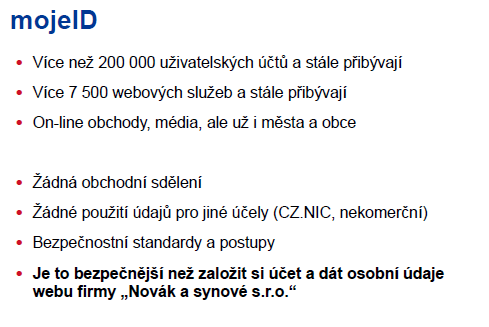 mojeID
• Více než 200 000 uživatelských účtů a stále přibývají
• Více 7 500 webových služeb a stále přibývají
• On-line obchody, média, ale už i města a obce
• Žádná obchodní sdělení
• Žádné použití údajů pro jiné účely (CZ.NIC, nekomerční)
• Bezpečnostní standardy a postupy
• Je to bezpečnější než založit si účet a dát osobní údaje
webu firmy „Novák a synové s.r.o.“